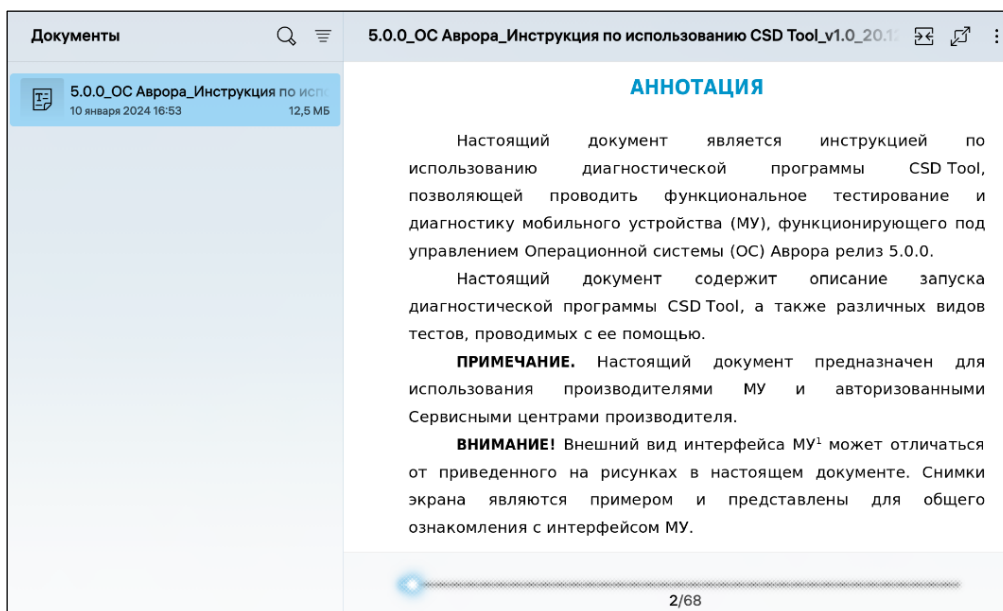 Документы
5.0.0_ОС Аврора_Инструкция по
10 января 2024 16:53
12,5 МБ
5.0.0_ОС Аврора_Инструкция по использованию CSD Tool_v1.0_20.
АННОТАЦИЯ
Настоящий документ является инструкцией по
использованию диагностической программы CSD Tool,
позволяющей проводить функциональное тестирование и
диагностику мобильного устройства (МУ), функционирующего под
управлением Операционной системы (ОС) Аврора релиз 5.0.0.
Настоящий документ содержит описание запуска
диагностической программы CSD Tool, а также различных видов
тестов, проводимых с ее помощью.
ПРИМЕЧАНИЕ. Настоящий документ предназначен для
использования производителями МУ и авторизованными
Сервисными центрами производителя.
ВНИМАНИЕ! Внешний вид интерфейса МУ¹ может отличаться
от приведенного на рисунках в настоящем документе. Снимки
экрана являются примером и представлены для общего
ознакомления с интерфейсом МУ.
2/68